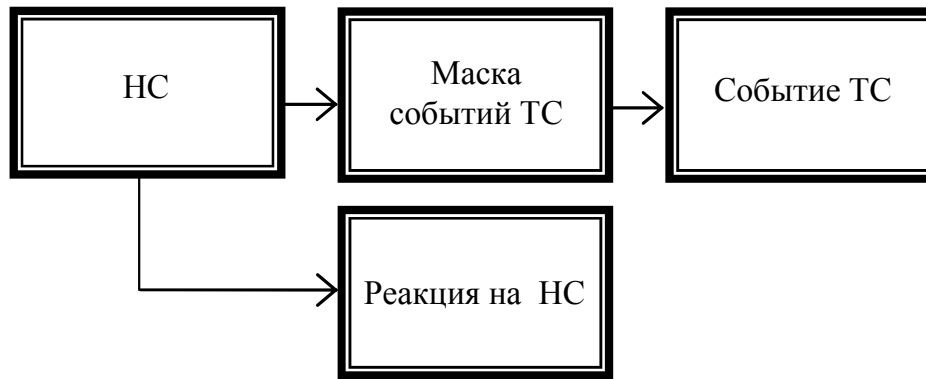 НС
Маска
событий ТС
Событие ТС
Реакция на НС